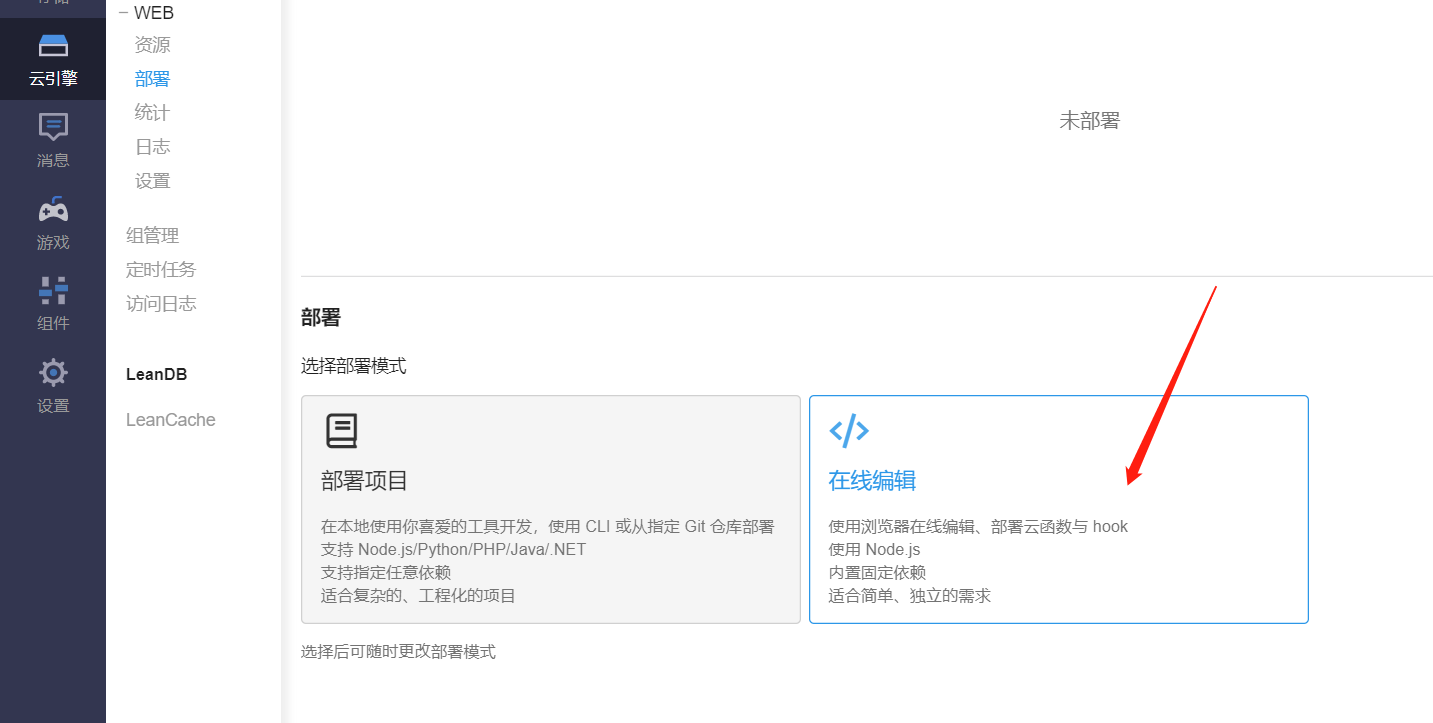 云引擎
消息
游戏
组件
设置
WEB
资源
部署
统计
日志
设置
组管理
定时任务
访问日志
LeanDB
LeanCache
未部署
部署
选择部署模式
部署项目
在本地使用你喜爱的工具开发，使用 CLI 或从指定 Git 仓库部署
支持 Node.js/Python/PHP/Java/.NET
支持指定任意依赖
适合复杂的、工程化的项目
在线编辑
使用浏览器在线编辑、部署云函数与 hook
使用 Node.js
内置固定依赖
适合简单、独立的需求
选择后可随时更改部署模式